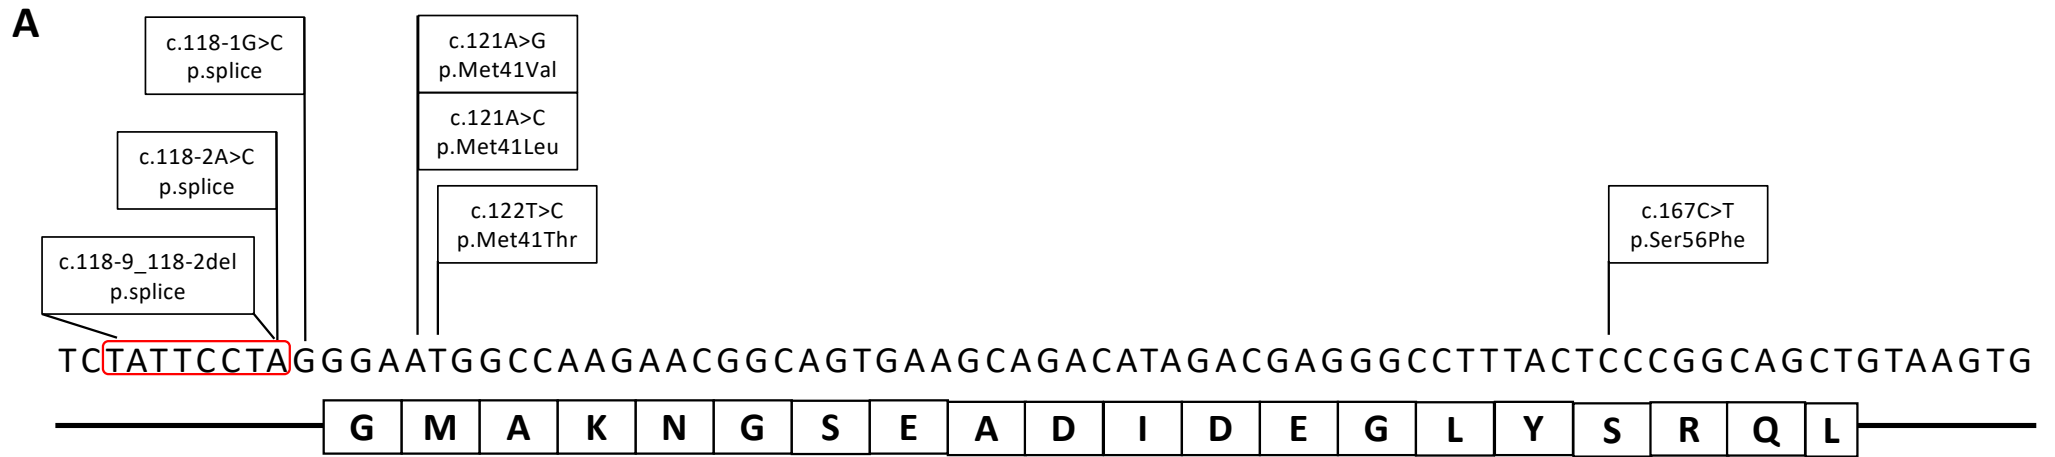 A
c.118-1G>C
p.splice
c.121A>G
p.Met41Val
c.121A>C
p.Met41Leu
c.118-2A>C
p.splice
c.122T>C
p.Met41Thr
c.167C>T
p.Ser56Phe
c.118-9_118-2del
p.splice
TCTATTCCTAGGGAATGGCCAAGAACGGCAGTGAAGCAGACATAGACGAGGGCCTTTACTCCCGGCAGCTGTAAGTG
G M A K N G S E A D I D E G L Y S R Q L